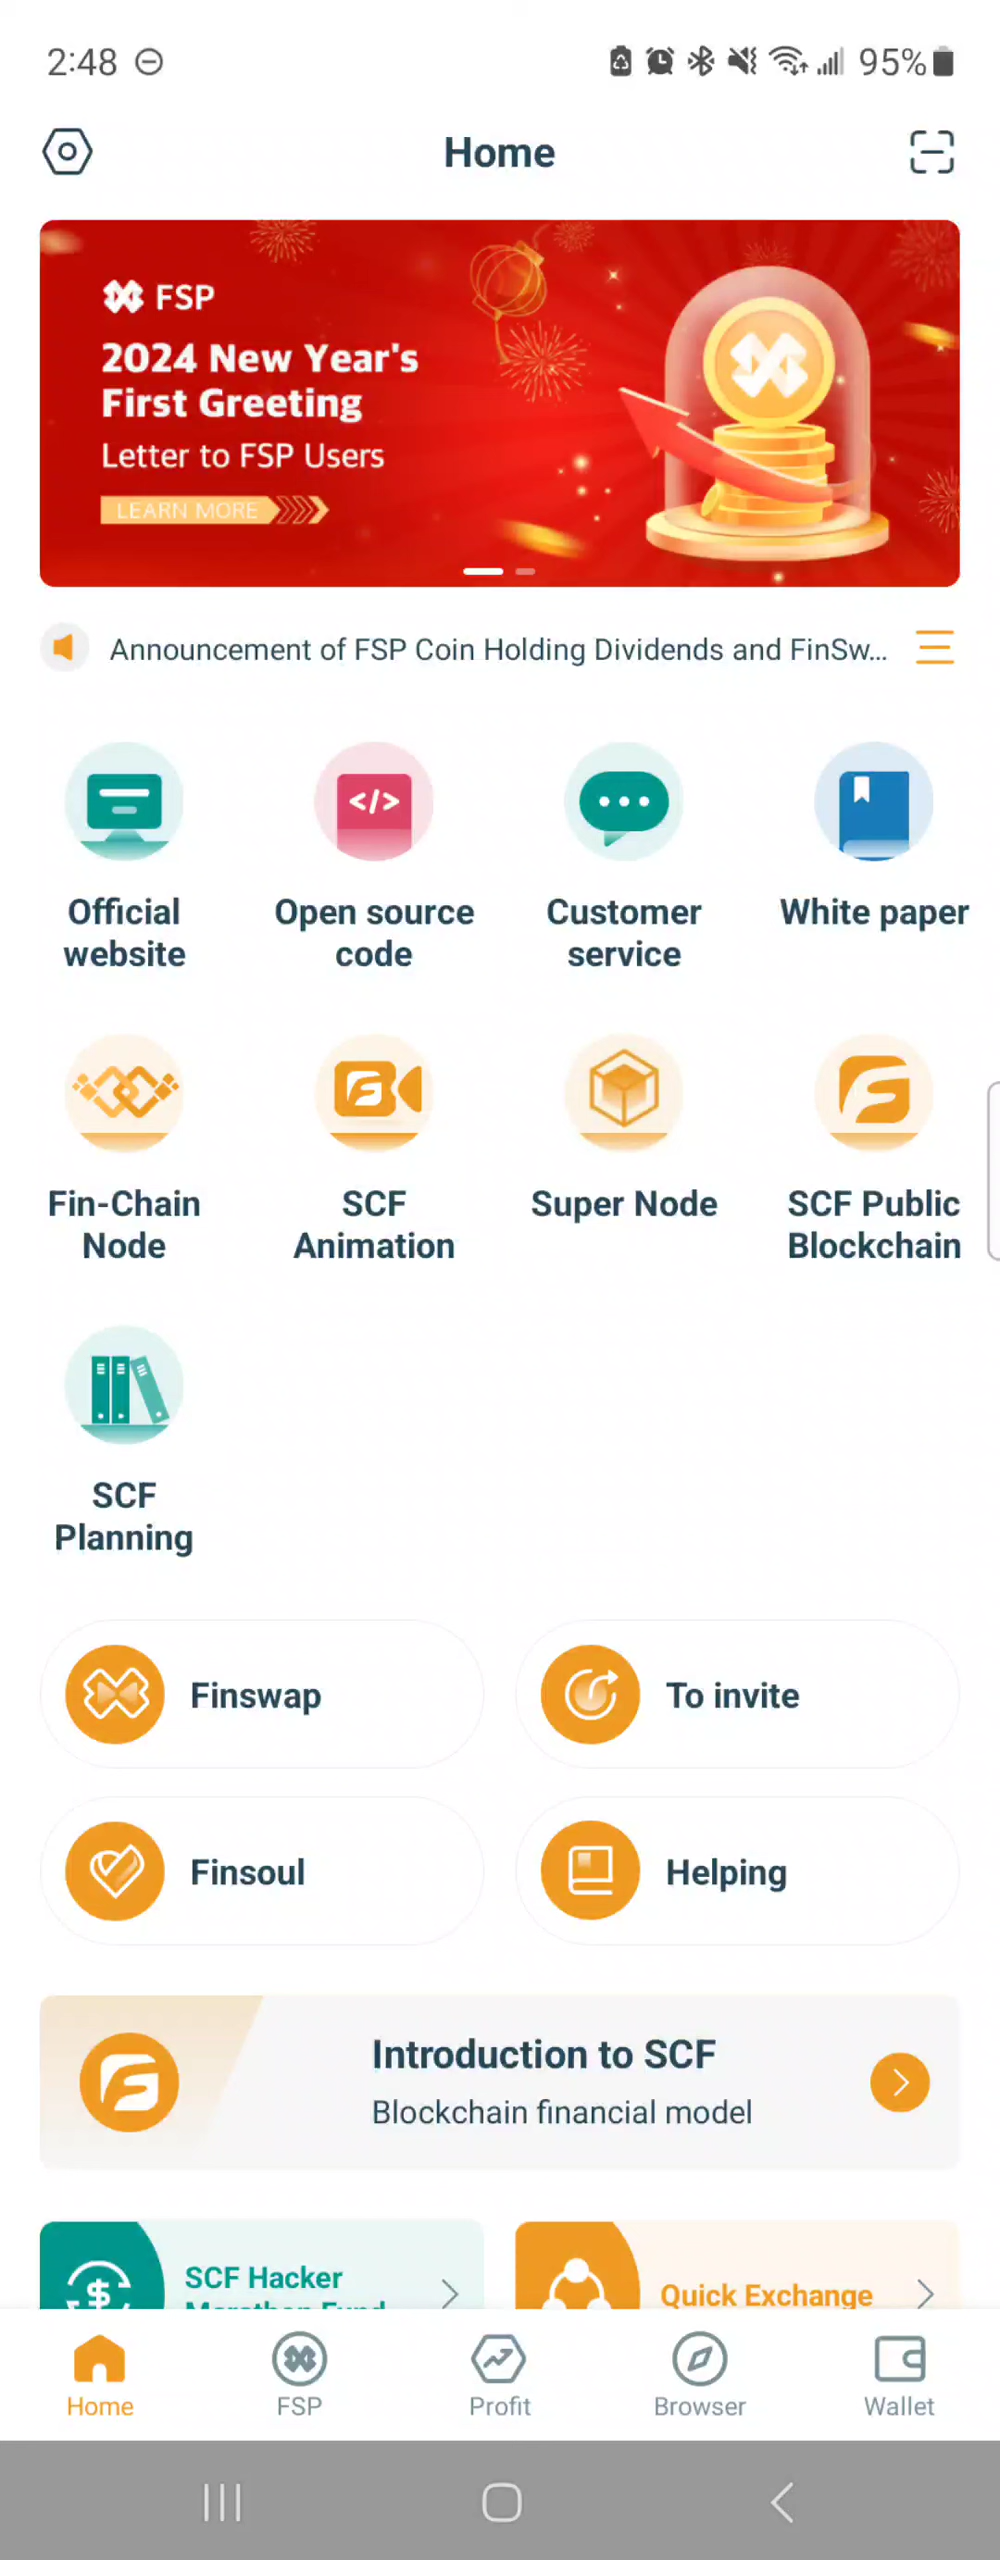 2:48
95%
Home
FSP
2024 New Year's
First Greeting
Letter to FSP Users
LEARN MORE
Announcement of FSP Coin Holding Dividends and FinSw...
Official
website
Open source
code
Customer
service
White paper
Fin-Chain
Node
SCF
Animation
Super Node
SCF Public
Blockchain
SCF
Planning
Finswap
To invite
Finsoul
Helping
Introduction to SCF
Blockchain financial model
SCF Hacker
Marathon Fund
Quick Exchange
Home
FSP
Profit
Browser
Wallet